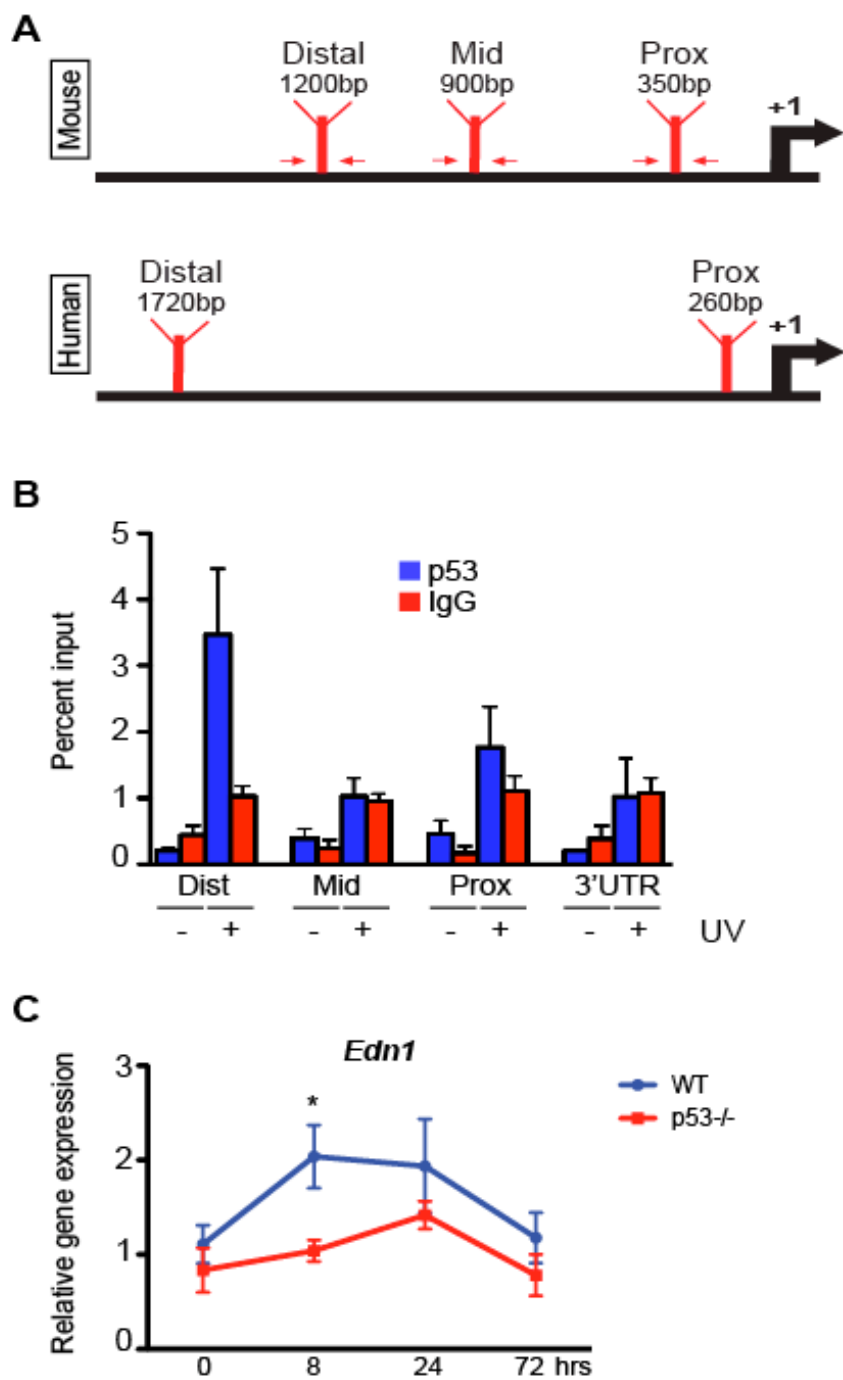 A
Mouse
Distal Mid Prox
1200bp 900bp 350bp
+1
Human
Distal Prox
1720bp 260bp
+1
B
Percent input
5
4
3
2
1
0
p53
IgG
Dist Mid Prox 3'UTR
- + - + - + - + UV
C
Edn1
Relative gene expression
3
2
1
0
*
WT
p53-/-
0 8 24 72 hrs